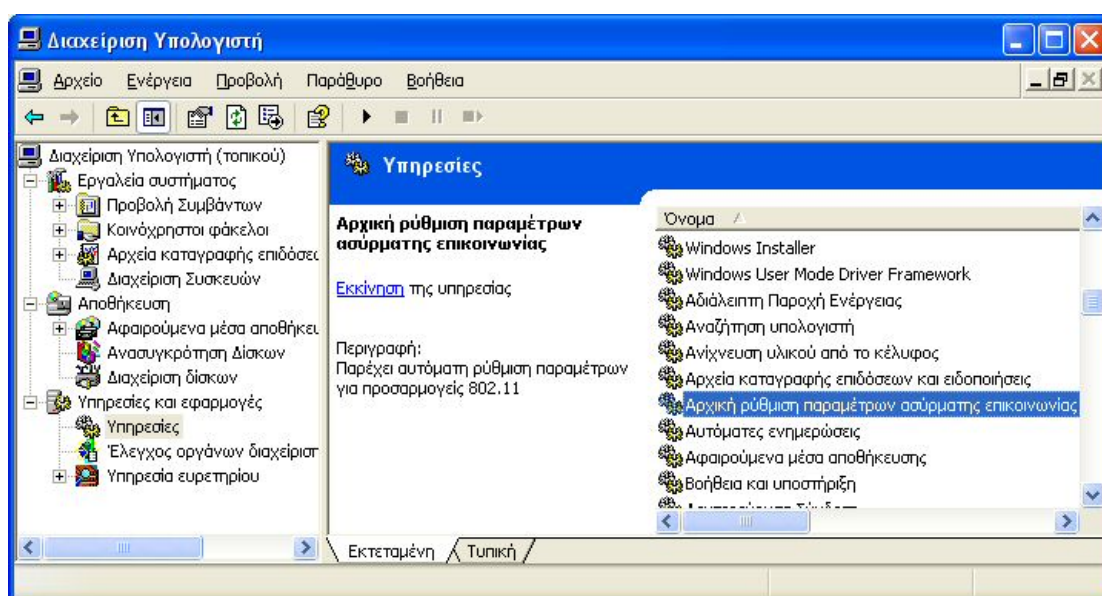 Διαχείριση Υπολογιστή
Αρχείο Ενέργεια Προβολή Παράθυρο Βοήθεια
Διαχείριση Υπολογιστή (τοπικού)
Εργαλεία συστήματος
Προβολή Συμβάντων
Κοινόχρηστοι φάκελοι
Αρχεία καταγραφής επιδόσεω
Διαχείριση Συσκευών
Αποθήκευση
Αφαιρούμενα μέσα αποθήκευ
Ανασυγκρότηση Δίσκων
Διαχείριση δίσκων
Υπηρεσίες και εφαρμογές
Υπηρεσίες
Έλεγχος οργάνων διαχείριση
Υπηρεσία ευρετηρίου
Υπηρεσίες
Αρχική ρύθμιση παραμέτρων
ασύρματης επικοινωνίας
Εκκίνηση της υπηρεσίας
Περιγραφή:
Παρέχει αυτόματη ρύθμιση παραμέτρων
για προσαρμογείς 802.11
Όνομα
Windows Installer
Windows User Mode Driver Framework
Αδιάλειπτη Παροχή Ενέργειας
Αναζήτηση υπολογιστή
Ανίχνευση υλικού από το κέλυφος
Αρχεία καταγραφής επιδόσεων και ειδοποιήσεις
Αρχική ρύθμιση παραμέτρων ασύρματης επικοινωνίας
Αυτόματες ενημερώσεις
Αφαιρούμενα μέσα αποθήκευσης
Βοήθεια και υποστήριξη
Εκτεταμένη Τυπική